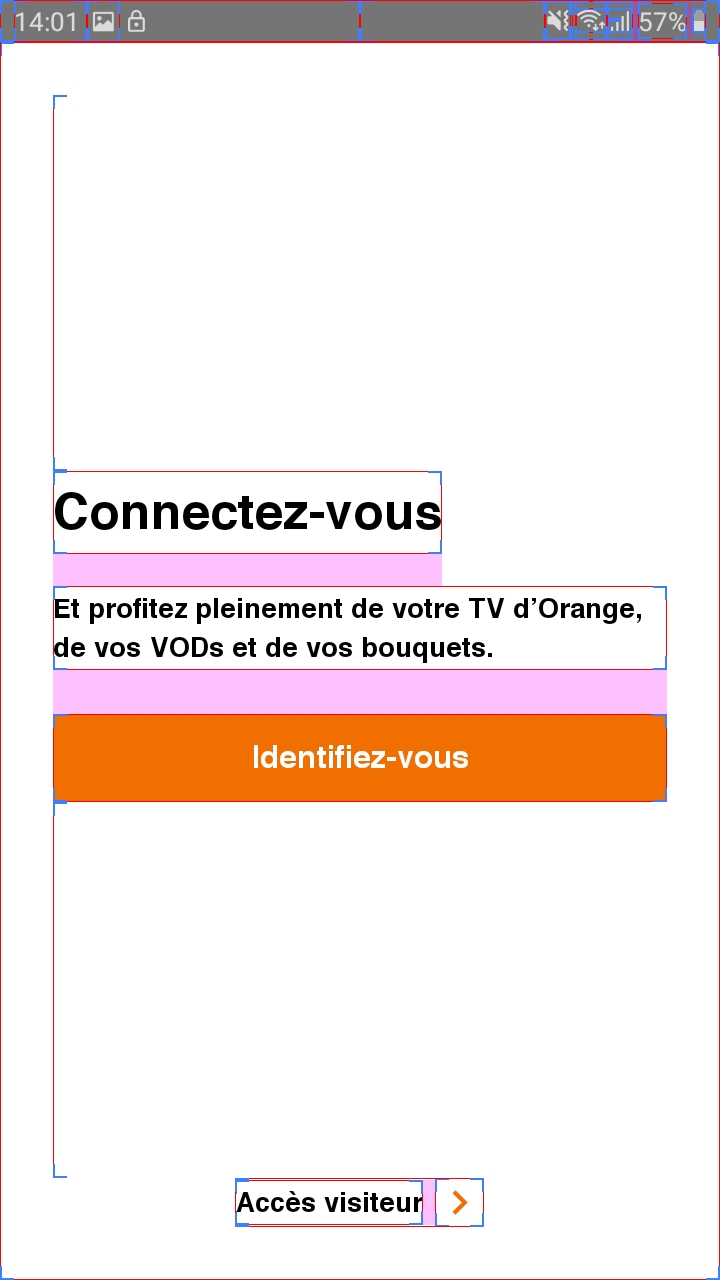 14:01 57%
Connectez-vous
Et profitez pleinement de votre TV d’Orange,
de vos VODs et de vos bouquets.
Identifiez-vous
Accès visiteur